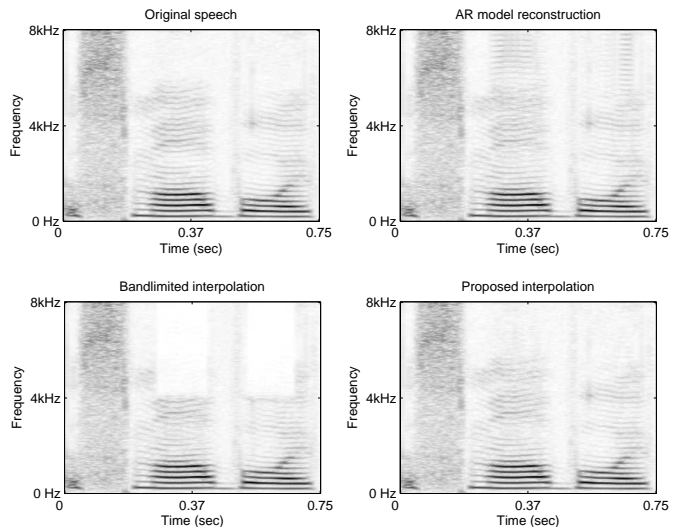 Original speech
8kHz
4kHz
0 Hz
Frequency
0
0.37
0.75
Time (sec)
AR model reconstruction
8kHz
4kHz
0 Hz
Frequency
0
0.37
0.75
Time (sec)
Bandlimited interpolation
8kHz
4kHz
0 Hz
Frequency
0
0.37
0.75
Time (sec)
Proposed interpolation
8kHz
4kHz
0 Hz
Frequency
0
0.37
0.75
Time (sec)